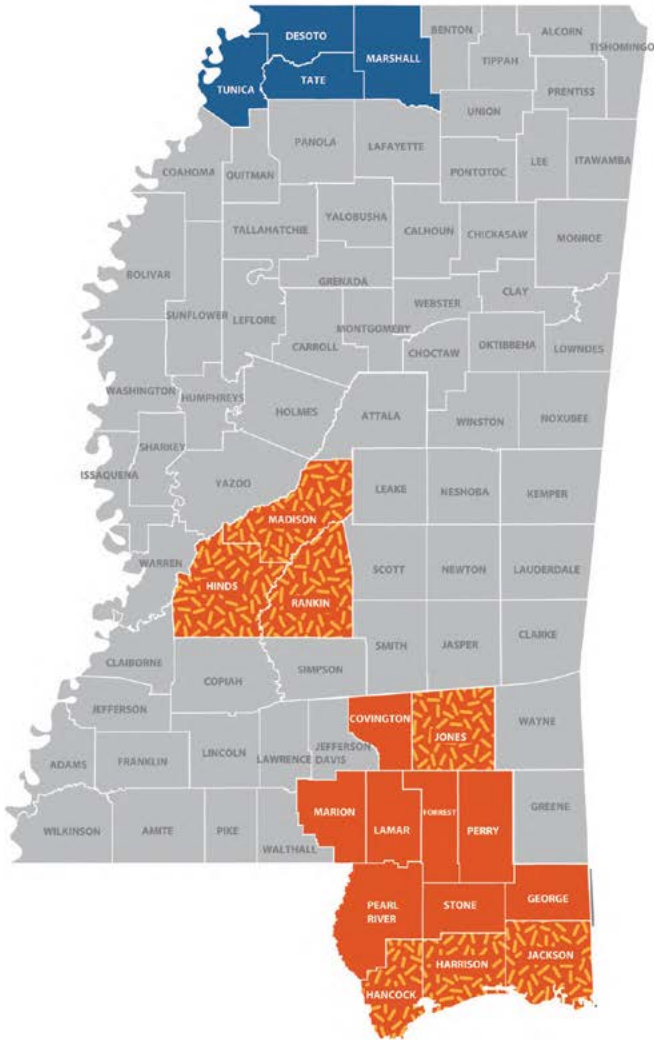 DESOTO
MARSHALL
BENTON
ALCORN
TISHOMINGO
TIPPAH
TUNICA
TATE
PRENTISS
UNION
PANOLA
LAFAYETTE
LEE
ITAWAMBA
COAHOMA
QUITMAN
PONTOTOC
TALLAHATCHIE
YALOBUSHA
CALHOUN
CHICKASAW
MONROE
BOLIVAR
GRENADA
CLAY
SUNFLOWER
LEFLORE
WEBSTER
MONTGOMERY
CARROLL
CHOCTAW
OKTIBBEHA
LOWNDES
WASHINGTON
HUMPHREYS
HOLMES
ATTALA
WINSTON
NOXUBEE
SHARKEY
ISSAQUENA
YAZOO
LEAKE
NESHOBA
KEMPER
MADISON
WARREN
HINDS
RANKIN
SCOTT
NEWTON
LAUDERDALE
CLAIBORNE
COPIAH
SIMPSON
SMITH
JASPER
CLARKE
JEFFERSON
COVINGTON
JONES
WAYNE
ADAMS
FRANKLIN
LINCOLN
LAWRENCE
JEFFERSON
DAVIS
MARION
LAMAR
FORREST
PERRY
GREENE
WILKINSON
AMITE
PIKE
WALTHALL
PEARL
RIVER
STONE
GEORGE
HANCOCK
HARRISON
JACKSON